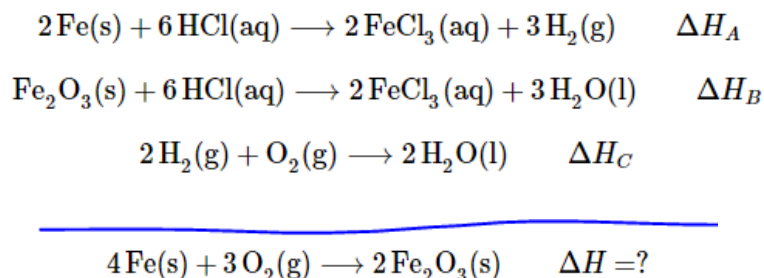 2 Fe(s) + 6 HCl(aq) ⟶ 2 FeCl₃(aq) + 3 H₂(g) ΔH_A
Fe₂O₃(s) + 6 HCl(aq) ⟶ 2 FeCl₃(aq) + 3 H₂O(l) ΔH_B
2 H₂(g) + O₂(g) ⟶ 2 H₂O(l) ΔH_C
4 Fe(s) + 3 O₂(g) ⟶ 2 Fe₂O₃(s) ΔH =?